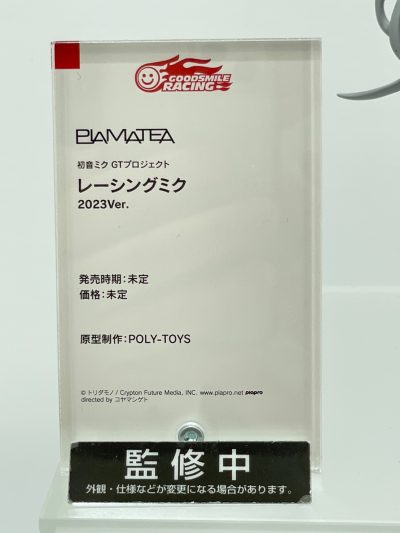 GOODSMILE
RACING
PLAMATEA
初音ミク GTプロジェクト
レーシングミク
2023Ver.
発売時期:未定
価格:未定
原型制作:POLY-TOYS
© トリダモノ / Crypton Future Media, INC. www.piapro.net piapro
directed by コヤマシゲト
監修中
外観・仕様などが変更になる場合があります。